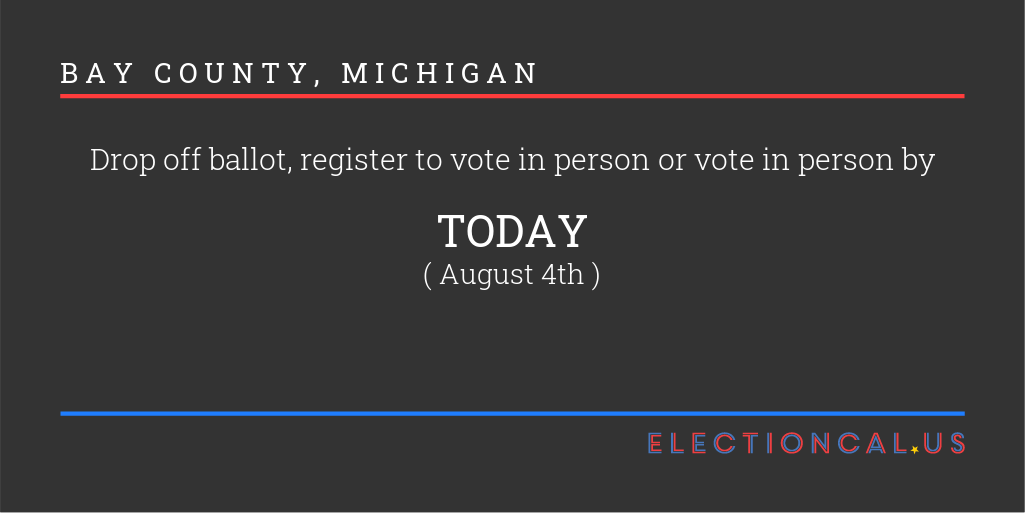 BAY COUNTY, MICHIGAN
Drop off ballot, register to vote in person or vote in person by
TODAY
( August 4th )
ELECTIONCAL.US